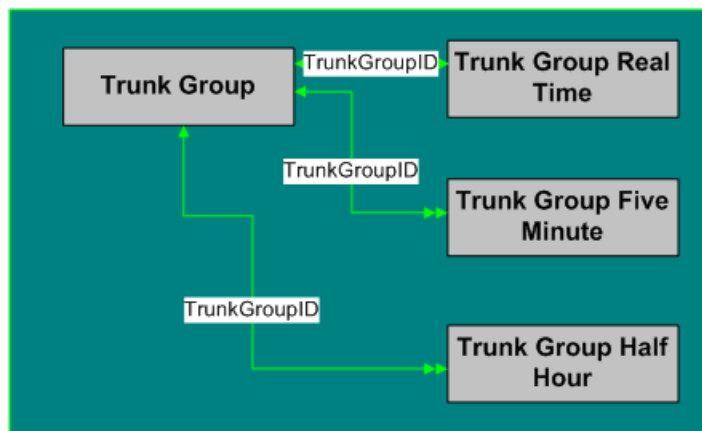 Trunk Group
TrunkGroupID
Trunk Group Real
Time
TrunkGroupID
Trunk Group Five
Minute
TrunkGroupID
Trunk Group Half
Hour